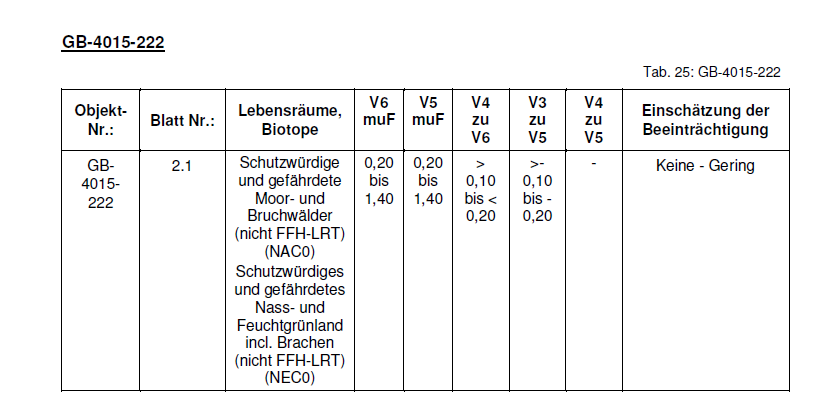 GB-4015-222
Tab. 25: GB-4015-222
Objekt-
Nr.:
Blatt Nr.:
Lebensräume,
Biotope
V6
muF
V5
muF
V4
zu
V6
V3
zu
V5
V4
zu
V5
Einschätzung der
Beeinträchtigung
GB-
4015-
222
2.1
Schutzwürdige
und gefährdete
Moor- und
Bruchwälder
(nicht FFH-LRT)
(NAC0)
Schutzwürdiges
und gefährdetes
Nass- und
Feuchtgrünland
incl. Brachen
(nicht FFH-LRT)
(NEC0)
0,20
bis
1,40
0,20
bis
1,40
>
0,10
bis <
0,20
>-
0,10
bis -
0,20
-
Keine - Gering